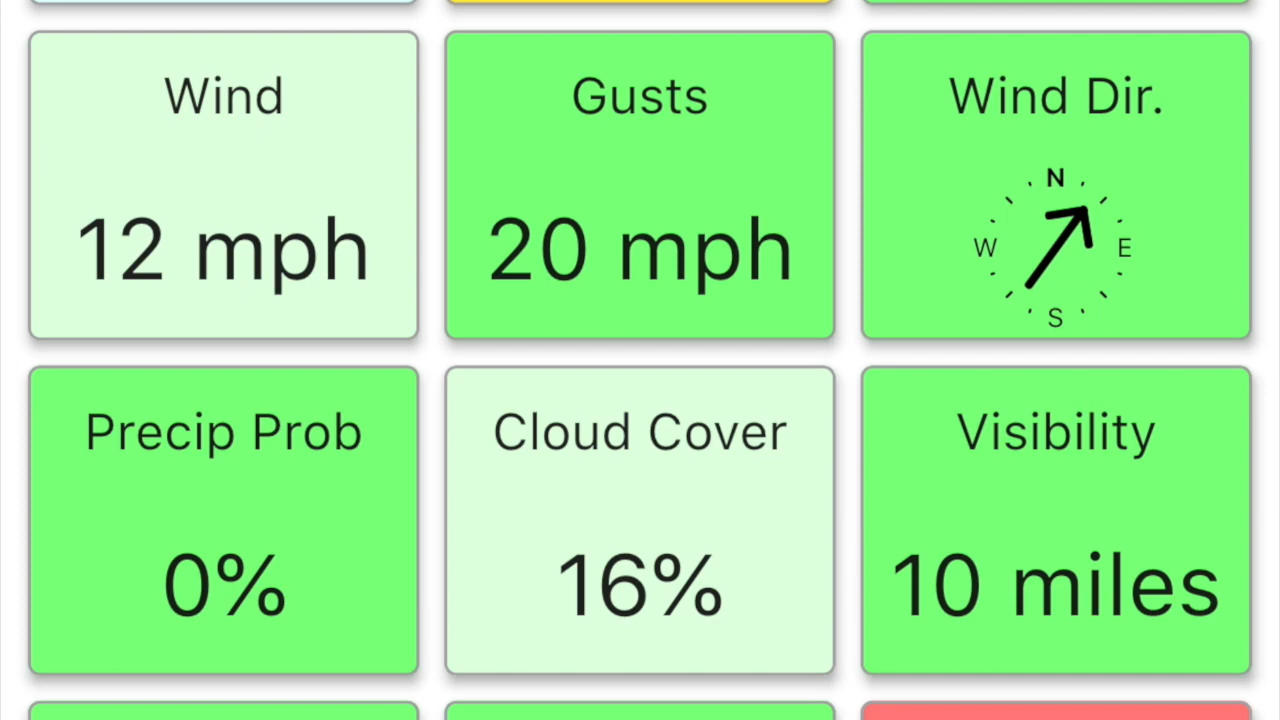 Wind
12 mph
Gusts
20 mph
Wind Dir.
N
W
E
S
Precip Prob
0%
Cloud Cover
16%
Visibility
10 miles